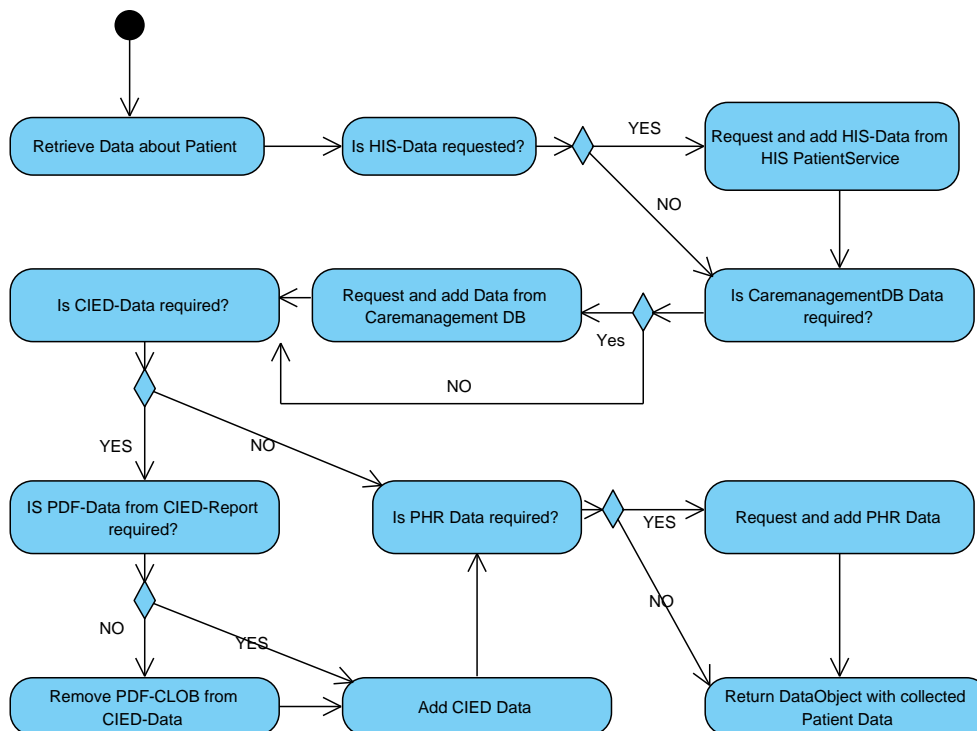 Retrieve Data about Patient
Is HIS-Data requested?
YES
Request and add HIS-Data from
HIS PatientService
NO
Is CIED-Data required?
Request and add Data from
Caremanagement DB
Yes
Is CaremanagementDB Data
required?
NO
YES
NO
IS PDF-Data from CIED-Report
required?
Is PHR Data required?
YES
Request and add PHR Data
NO
NO
YES
Remove PDF-CLOB from
CIED-Data
Add CIED Data
Return DataObject with collected
Patient Data